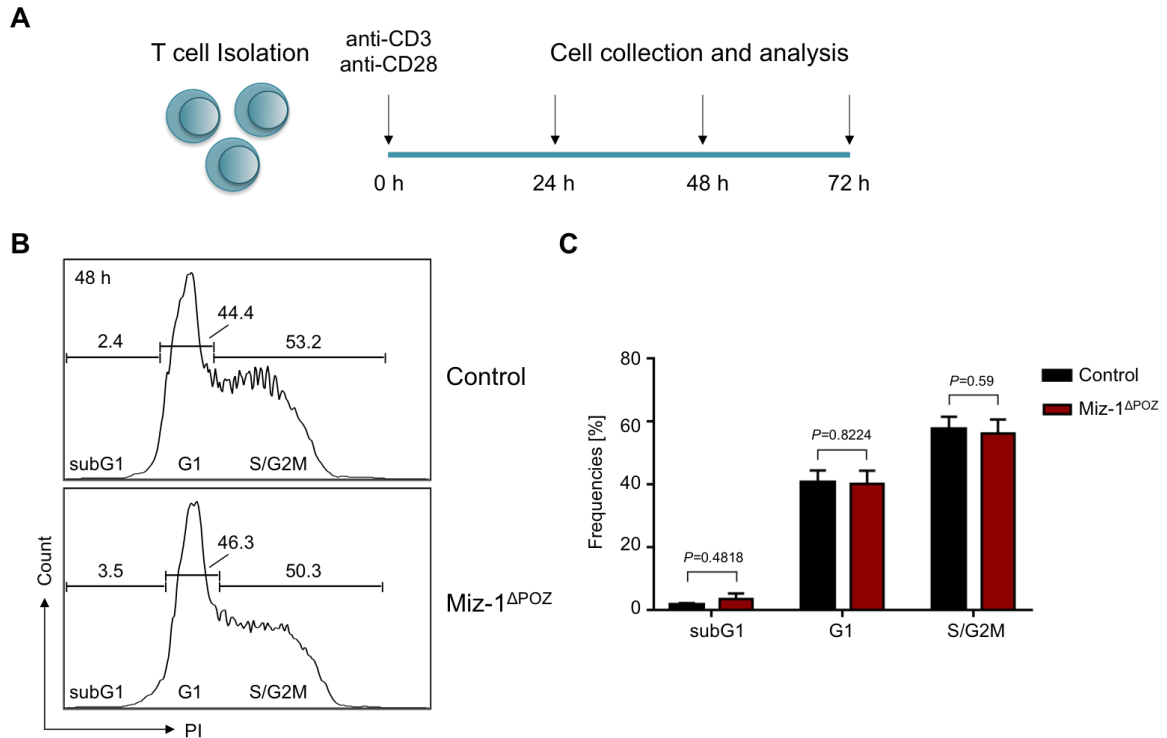 A
T cell Isolation
anti-CD3
anti-CD28
Cell collection and analysis
0 h
24 h
48 h
72 h
B
48 h
44.4
2.4
53.2
subG1
G1
S/G2M
Control
46.3
3.5
50.3
subG1
G1
S/G2M
Miz-1ΔPOZ
Count
PI
C
80
60
40
20
0
Frequencies [%]
P=0.4818
P=0.8224
P=0.59
subG1
G1
S/G2M
Control
Miz-1ΔPOZ